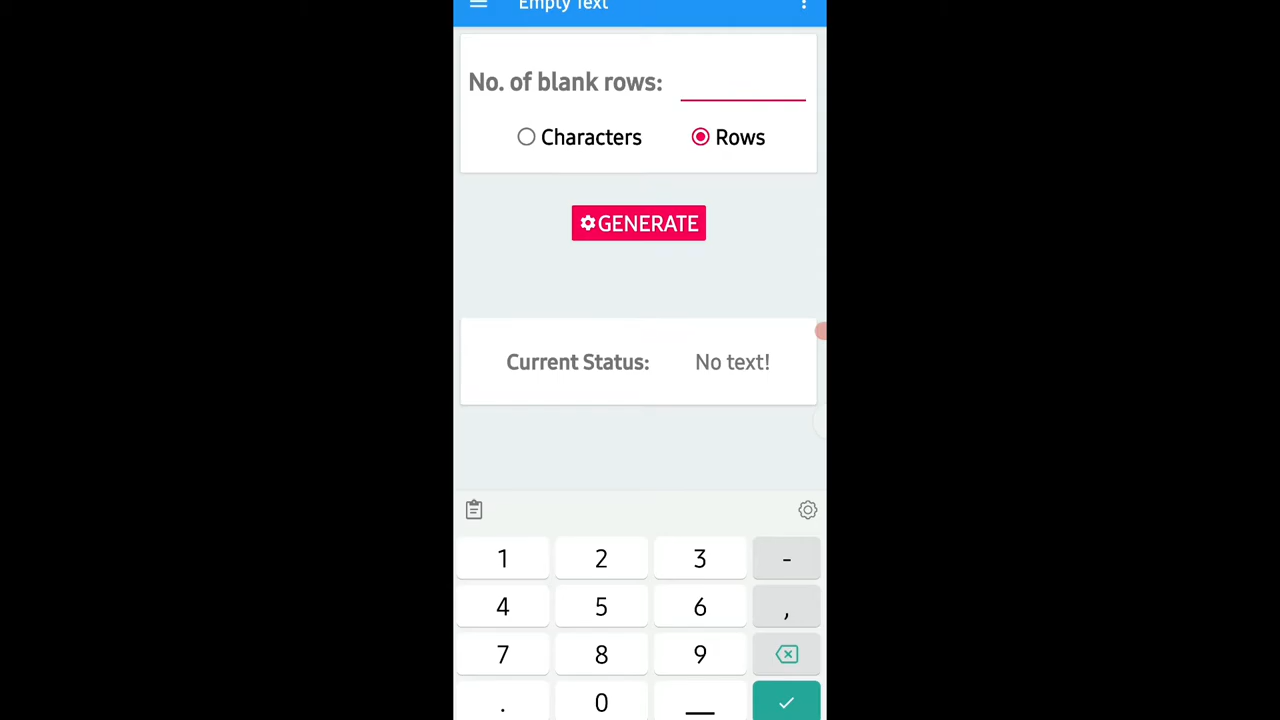 Empty Text
No. of blank rows:
Characters Rows
GENERATE
Current Status: No text!
1 2 3 -
4 5 6 ,
7 8 9
. 0